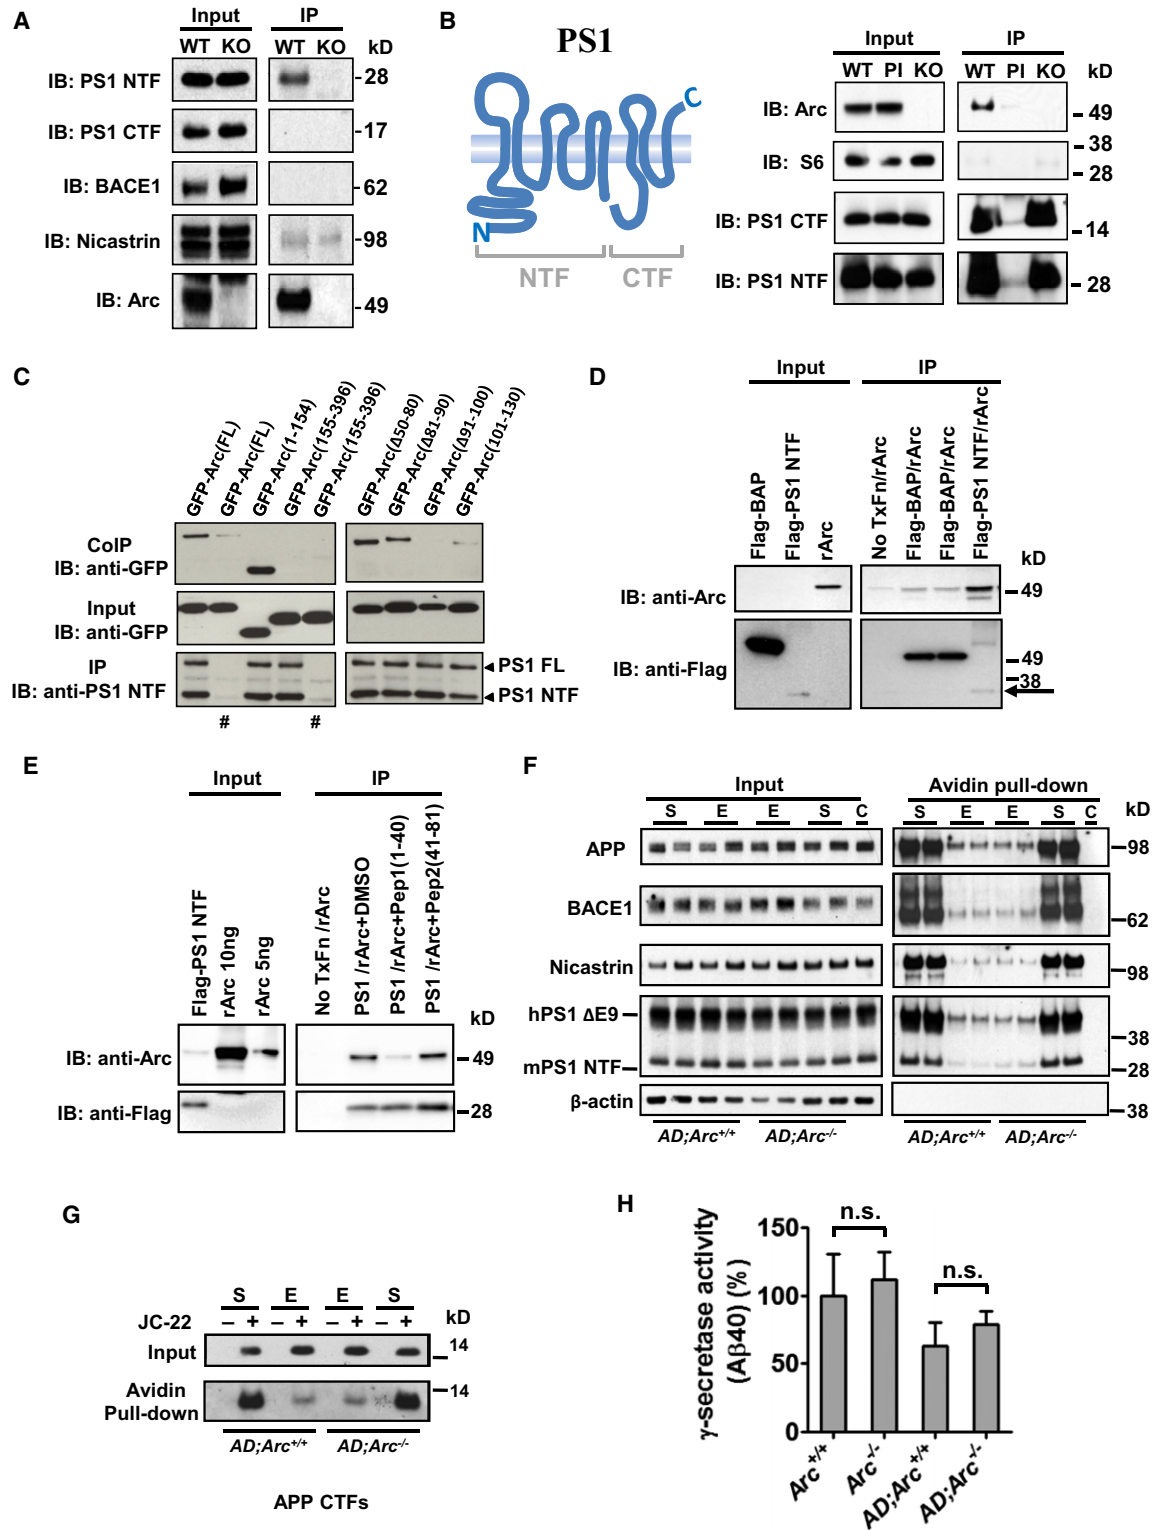 A
Input IP
WT KO WT KO kD
IB: PS1 NTF -28
IB: PS1 CTF -17
IB: BACE1 -62
IB: Nicastrin -98
IB: Arc -49
B
PS1
C
N
NTF CTF
Input IP
WT PI KO WT PI KO kD
IB: Arc 49
38
IB: S6 28
IB: PS1 CTF 14
IB: PS1 NTF 28
C
GFP-Arc(FL)
GFP-Arc(FL)
GFP-Arc(1-154)
GFP-Arc(155-396)
GFP-Arc(155-396)
GFP-Arc(Δ50-80)
GFP-Arc(Δ81-90)
GFP-Arc(Δ91-100)
GFP-Arc(101-130)
CoIP
IB: anti-GFP
Input
IB: anti-GFP
IP
IB: anti-PS1 NTF
PS1 FL
PS1 NTF
# #
D
Input IP
Flag-BAP
Flag-PS1 NTF
rArc
No TxFn/rArc
Flag-BAP/rArc
Flag-BAP/rArc
Flag-PS1 NTF/rArc
kD
IB: anti-Arc 49
IB: anti-Flag 49
38
E
Input IP
Flag-PS1 NTF
rArc 10ng
rArc 5ng
No TxFn /rArc
PS1 /rArc+DMSO
PS1 /rArc+Pep1(1-40)
PS1 /rArc+Pep2(41-81)
kD
IB: anti-Arc 49
IB: anti-Flag 28
F
Input Avidin pull-down
S E E S C S E E S C kD
APP 98
BACE1 62
Nicastrin 98
hPS1 ΔE9 38
mPS1 NTF 28
β-actin 38
AD;Arc+/+ AD;Arc-/- AD;Arc+/+ AD;Arc-/-
G
S E E S
JC-22 – + – + – + – + kD
Input 14
Avidin
Pull-down 14
AD;Arc+/+ AD;Arc-/-
APP CTFs
H
γ-secretase activity
(Aβ40) (%)
150
100
50
0
n.s.
n.s.
Arc+/+
Arc-/-
AD;Arc+/+
AD;Arc-/-